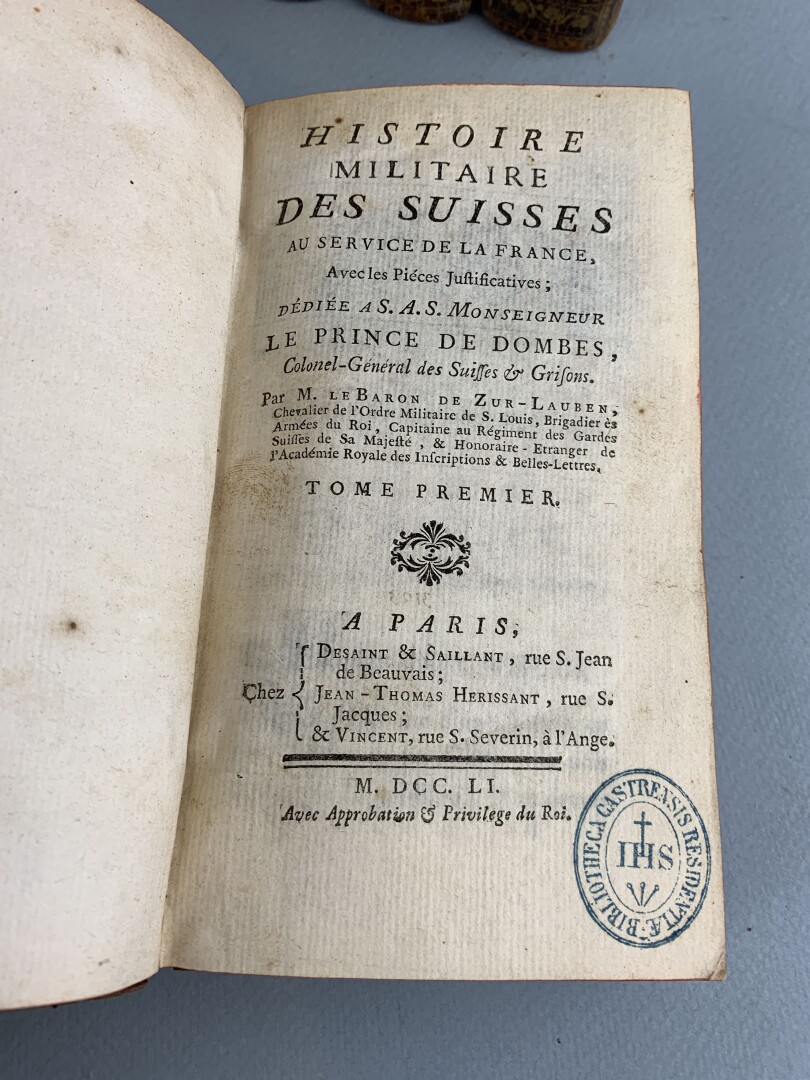 HISTOIRE
MILITAIRE
DES SUISSES
AU SERVICE DE LA FRANCE,
Avec les Piéces Juſtificatives;
DÉDIÉE A S. A. S. MONSEIGNEUR
LE PRINCE DE DOMBES,
Colonel-Général des Suiſſes & Griſons.
Par M. LE BARON DE ZUR-LAUBEN,
Chevalier de l'Ordre Militaire de S. Louis, Brigadier ès
Armées du Roi, Capitaine au Régiment des Gardes
Suiſſes de Sa Majeſté, & Honoraire-Etranger de
l'Académie Royale des Inſcriptions & Belles-Lettres.
TOME PREMIER.
A PARIS,
Chez
DESAINT & SAILLANT, rue S. Jean
de Beauvais;
JEAN-THOMAS HERISSANT, rue S.
Jacques;
& VINCENT, rue S. Severin, à l'Ange.
M. DCC. LI.
Avec Approbation & Privilege du Roi.
BIBLIOTHECA CASTRENSIS RESIDENTIÆ
IHS